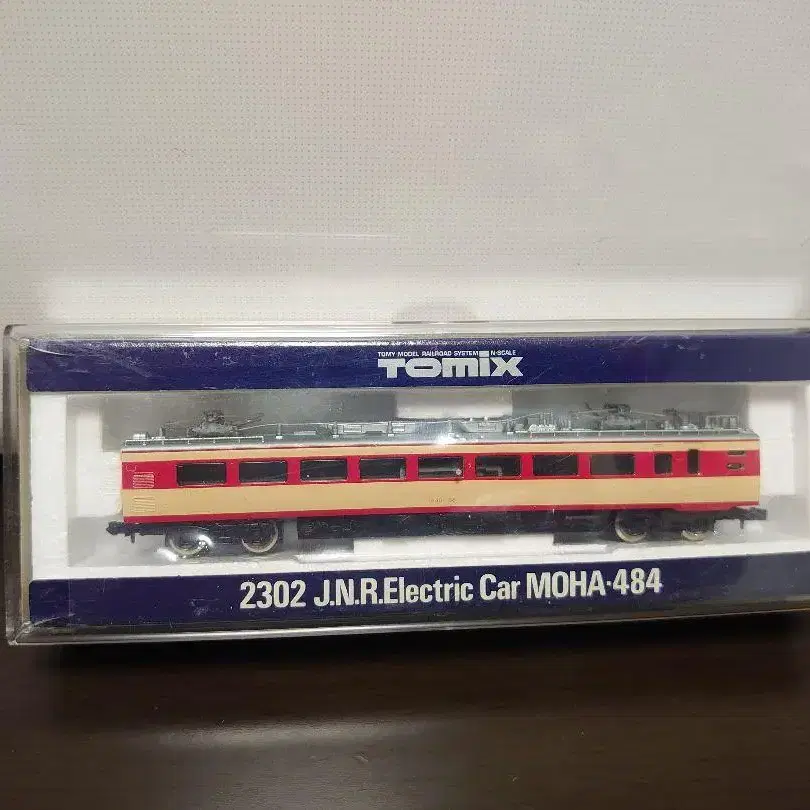 TOMY MODEL RAILROAD SYSTEM N-SCALE
TOMIX
2302 J.N.R.Electric Car MOHA·484